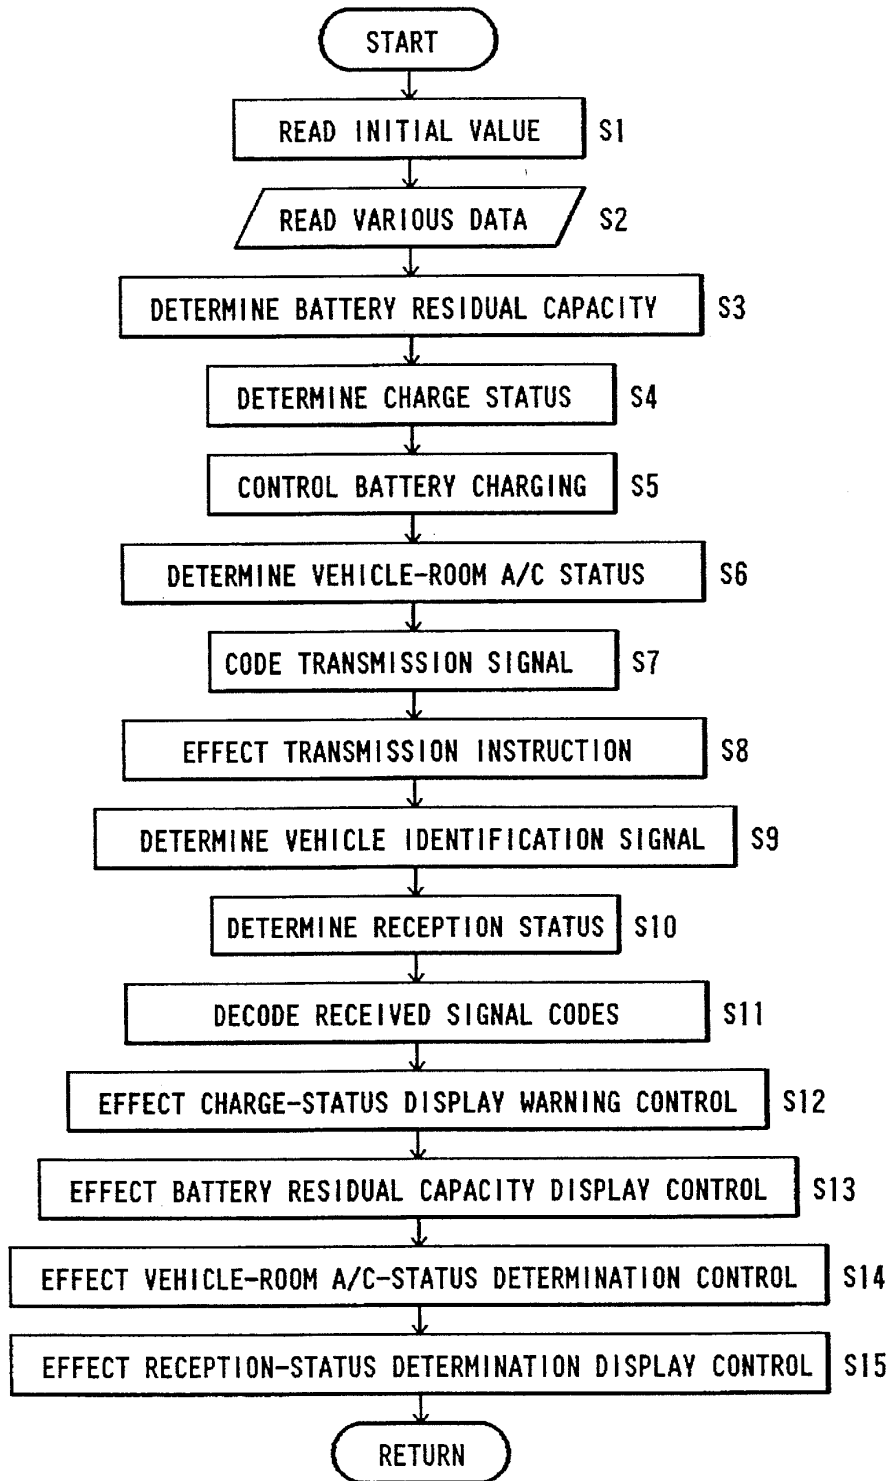 START
READ INITIAL VALUE S1
READ VARIOUS DATA S2
DETERMINE BATTERY RESIDUAL CAPACITY S3
DETERMINE CHARGE STATUS S4
CONTROL BATTERY CHARGING S5
DETERMINE VEHICLE-ROOM A/C STATUS S6
CODE TRANSMISSION SIGNAL S7
EFFECT TRANSMISSION INSTRUCTION S8
DETERMINE VEHICLE IDENTIFICATION SIGNAL S9
DETERMINE RECEPTION STATUS S10
DECODE RECEIVED SIGNAL CODES S11
EFFECT CHARGE-STATUS DISPLAY WARNING CONTROL S12
EFFECT BATTERY RESIDUAL CAPACITY DISPLAY CONTROL S13
EFFECT VEHICLE-ROOM A/C-STATUS DETERMINATION CONTROL S14
EFFECT RECEPTION-STATUS DETERMINATION DISPLAY CONTROL S15
RETURN